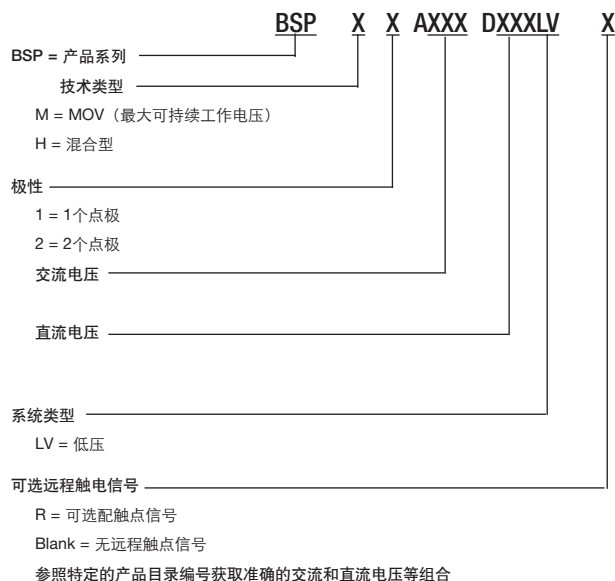 BSP X X AXXX DXXXLV X
BSP = 产品系列
技术类型
M = MOV（最大可持续工作电压）
H = 混合型
极性
1 = 1个点极
2 = 2个点极
交流电压
直流电压
系统类型
LV = 低压
可选远程触电信号
R = 可选配触点信号
Blank = 无远程触点信号
参照特定的产品目录编号获取准确的交流和直流电压等组合